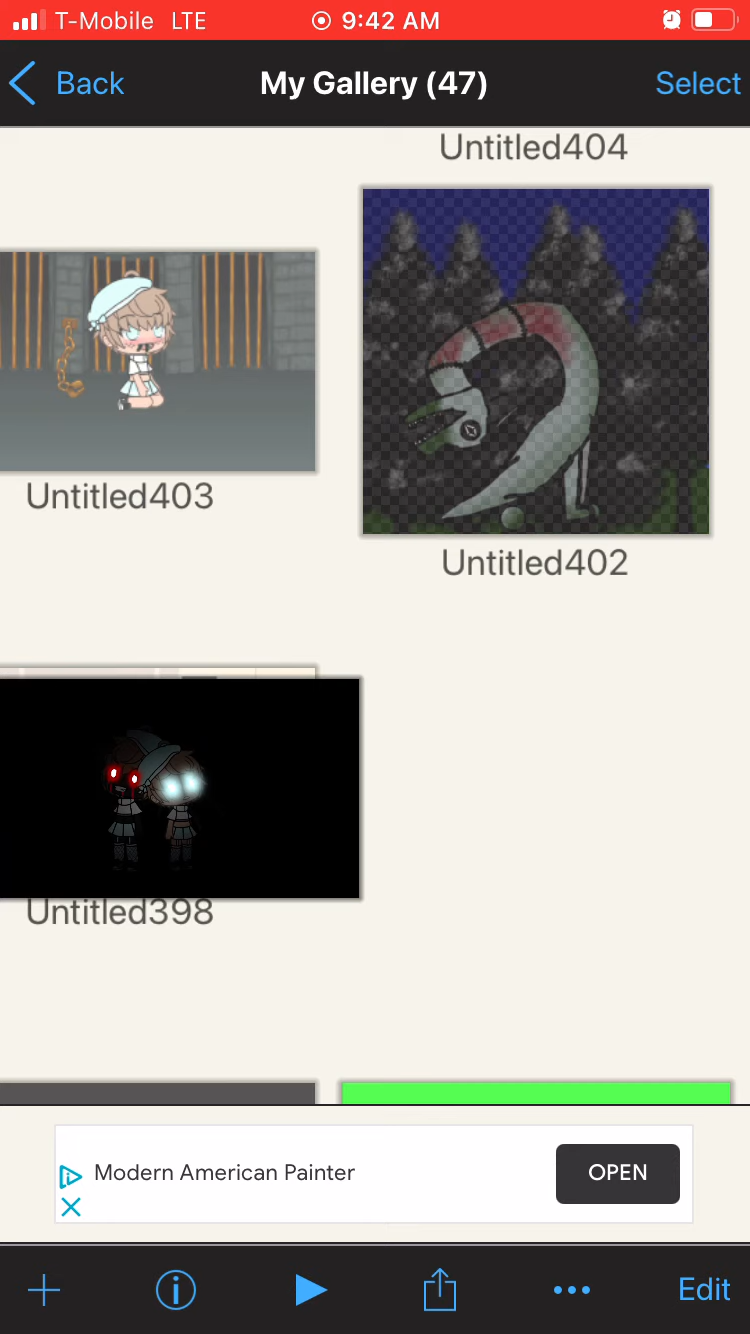 T-Mobile LTE 9:42 AM
Back My Gallery (47) Select
Untitled404
Untitled403
Untitled402
Untitled398
Modern American Painter OPEN
Edit